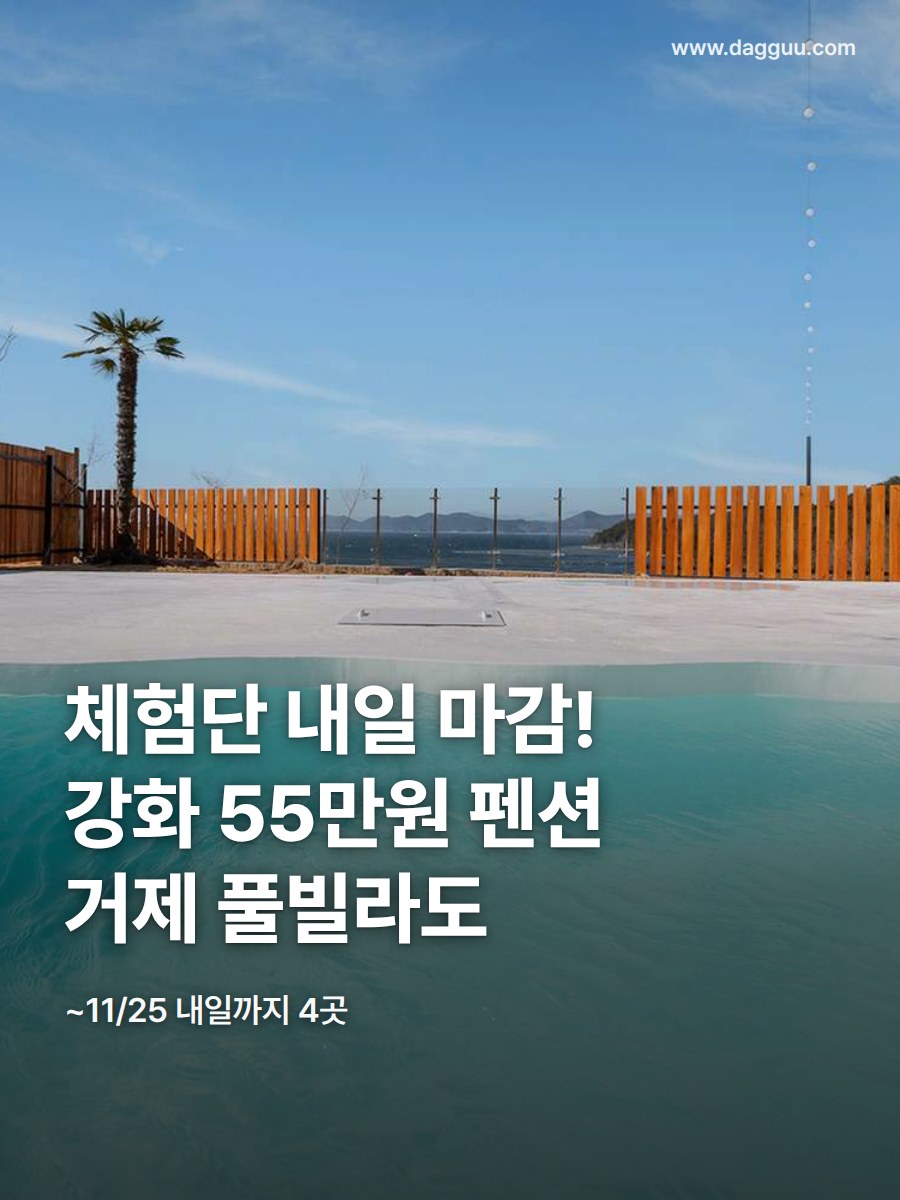 www.dagguu.com
체험단 내일 마감!
강화 55만원 펜션
거제 풀빌라도
~11/25 내일까지 4곳